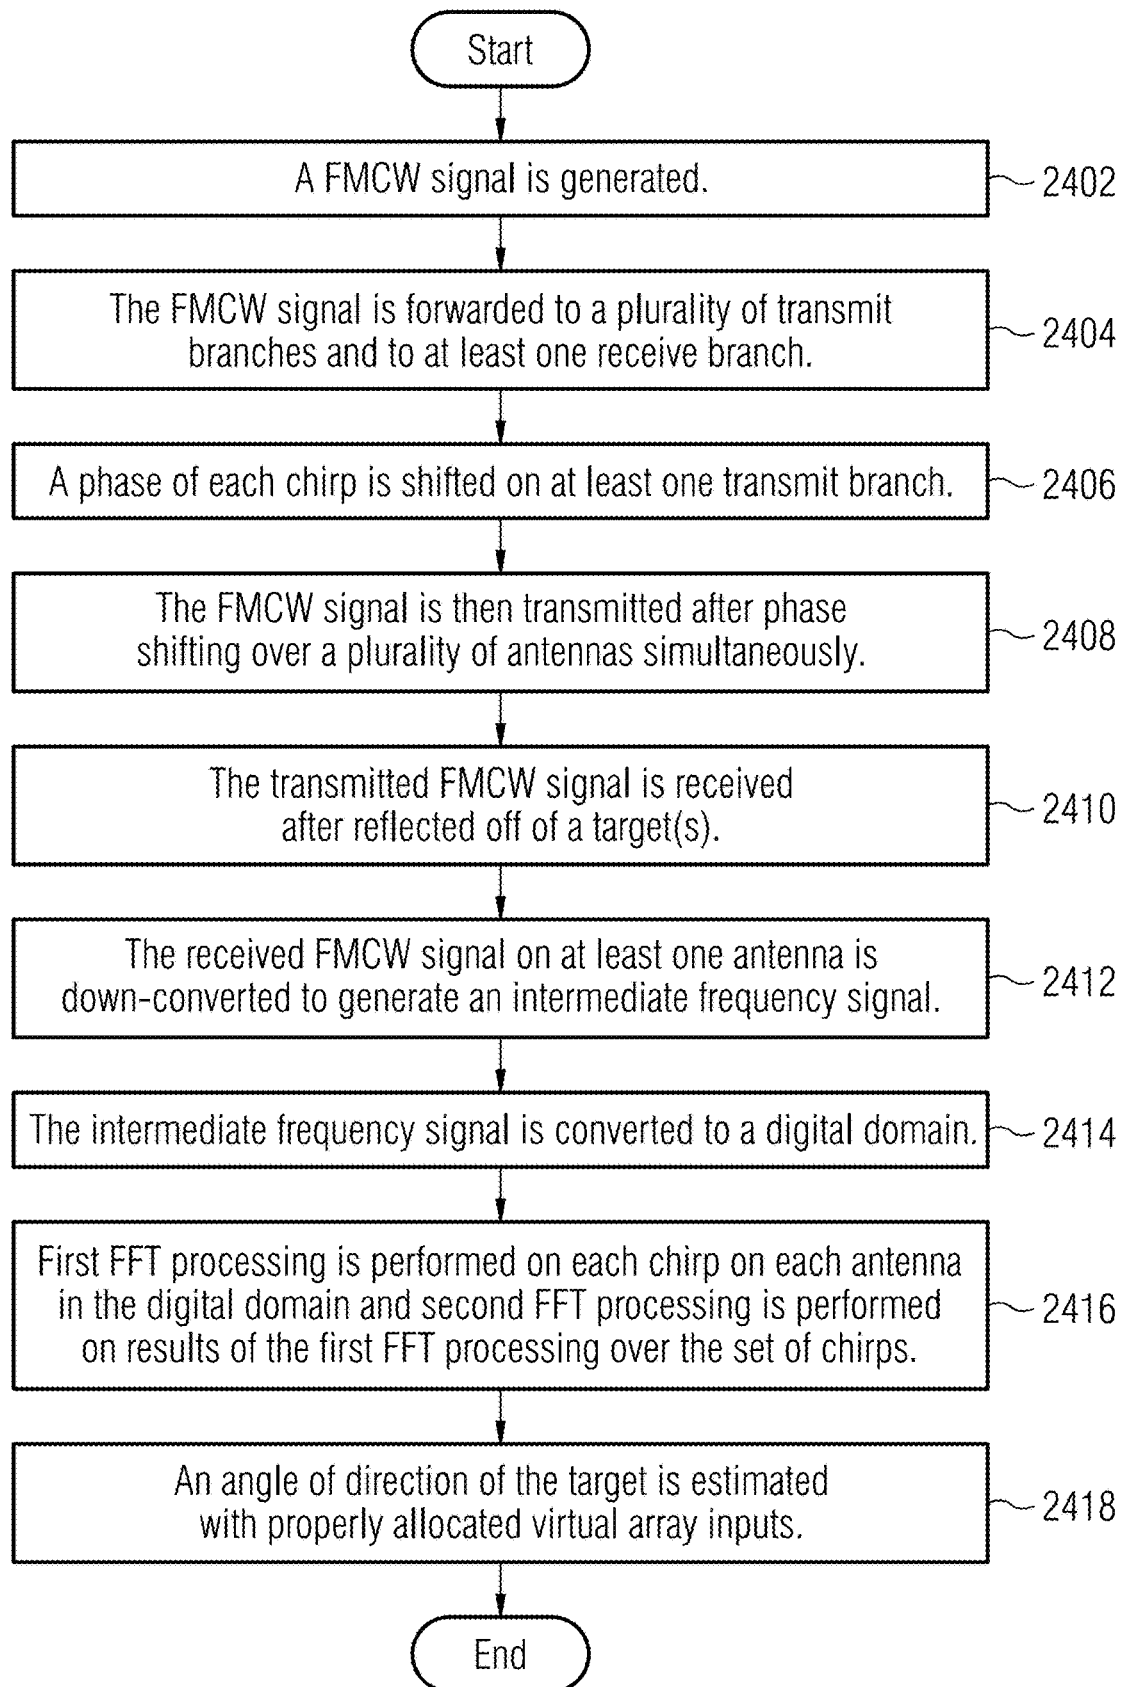 Start
A FMCW signal is generated.
2402
The FMCW signal is forwarded to a plurality of transmit
branches and to at least one receive branch.
2404
A phase of each chirp is shifted on at least one transmit branch.
2406
The FMCW signal is then transmitted after phase
shifting over a plurality of antennas simultaneously.
2408
The transmitted FMCW signal is received
after reflected off of a target(s).
2410
The received FMCW signal on at least one antenna is
down-converted to generate an intermediate frequency signal.
2412
The intermediate frequency signal is converted to a digital domain.
2414
First FFT processing is performed on each chirp on each antenna
in the digital domain and second FFT processing is performed
on results of the first FFT processing over the set of chirps.
2416
An angle of direction of the target is estimated
with properly allocated virtual array inputs.
2418
End